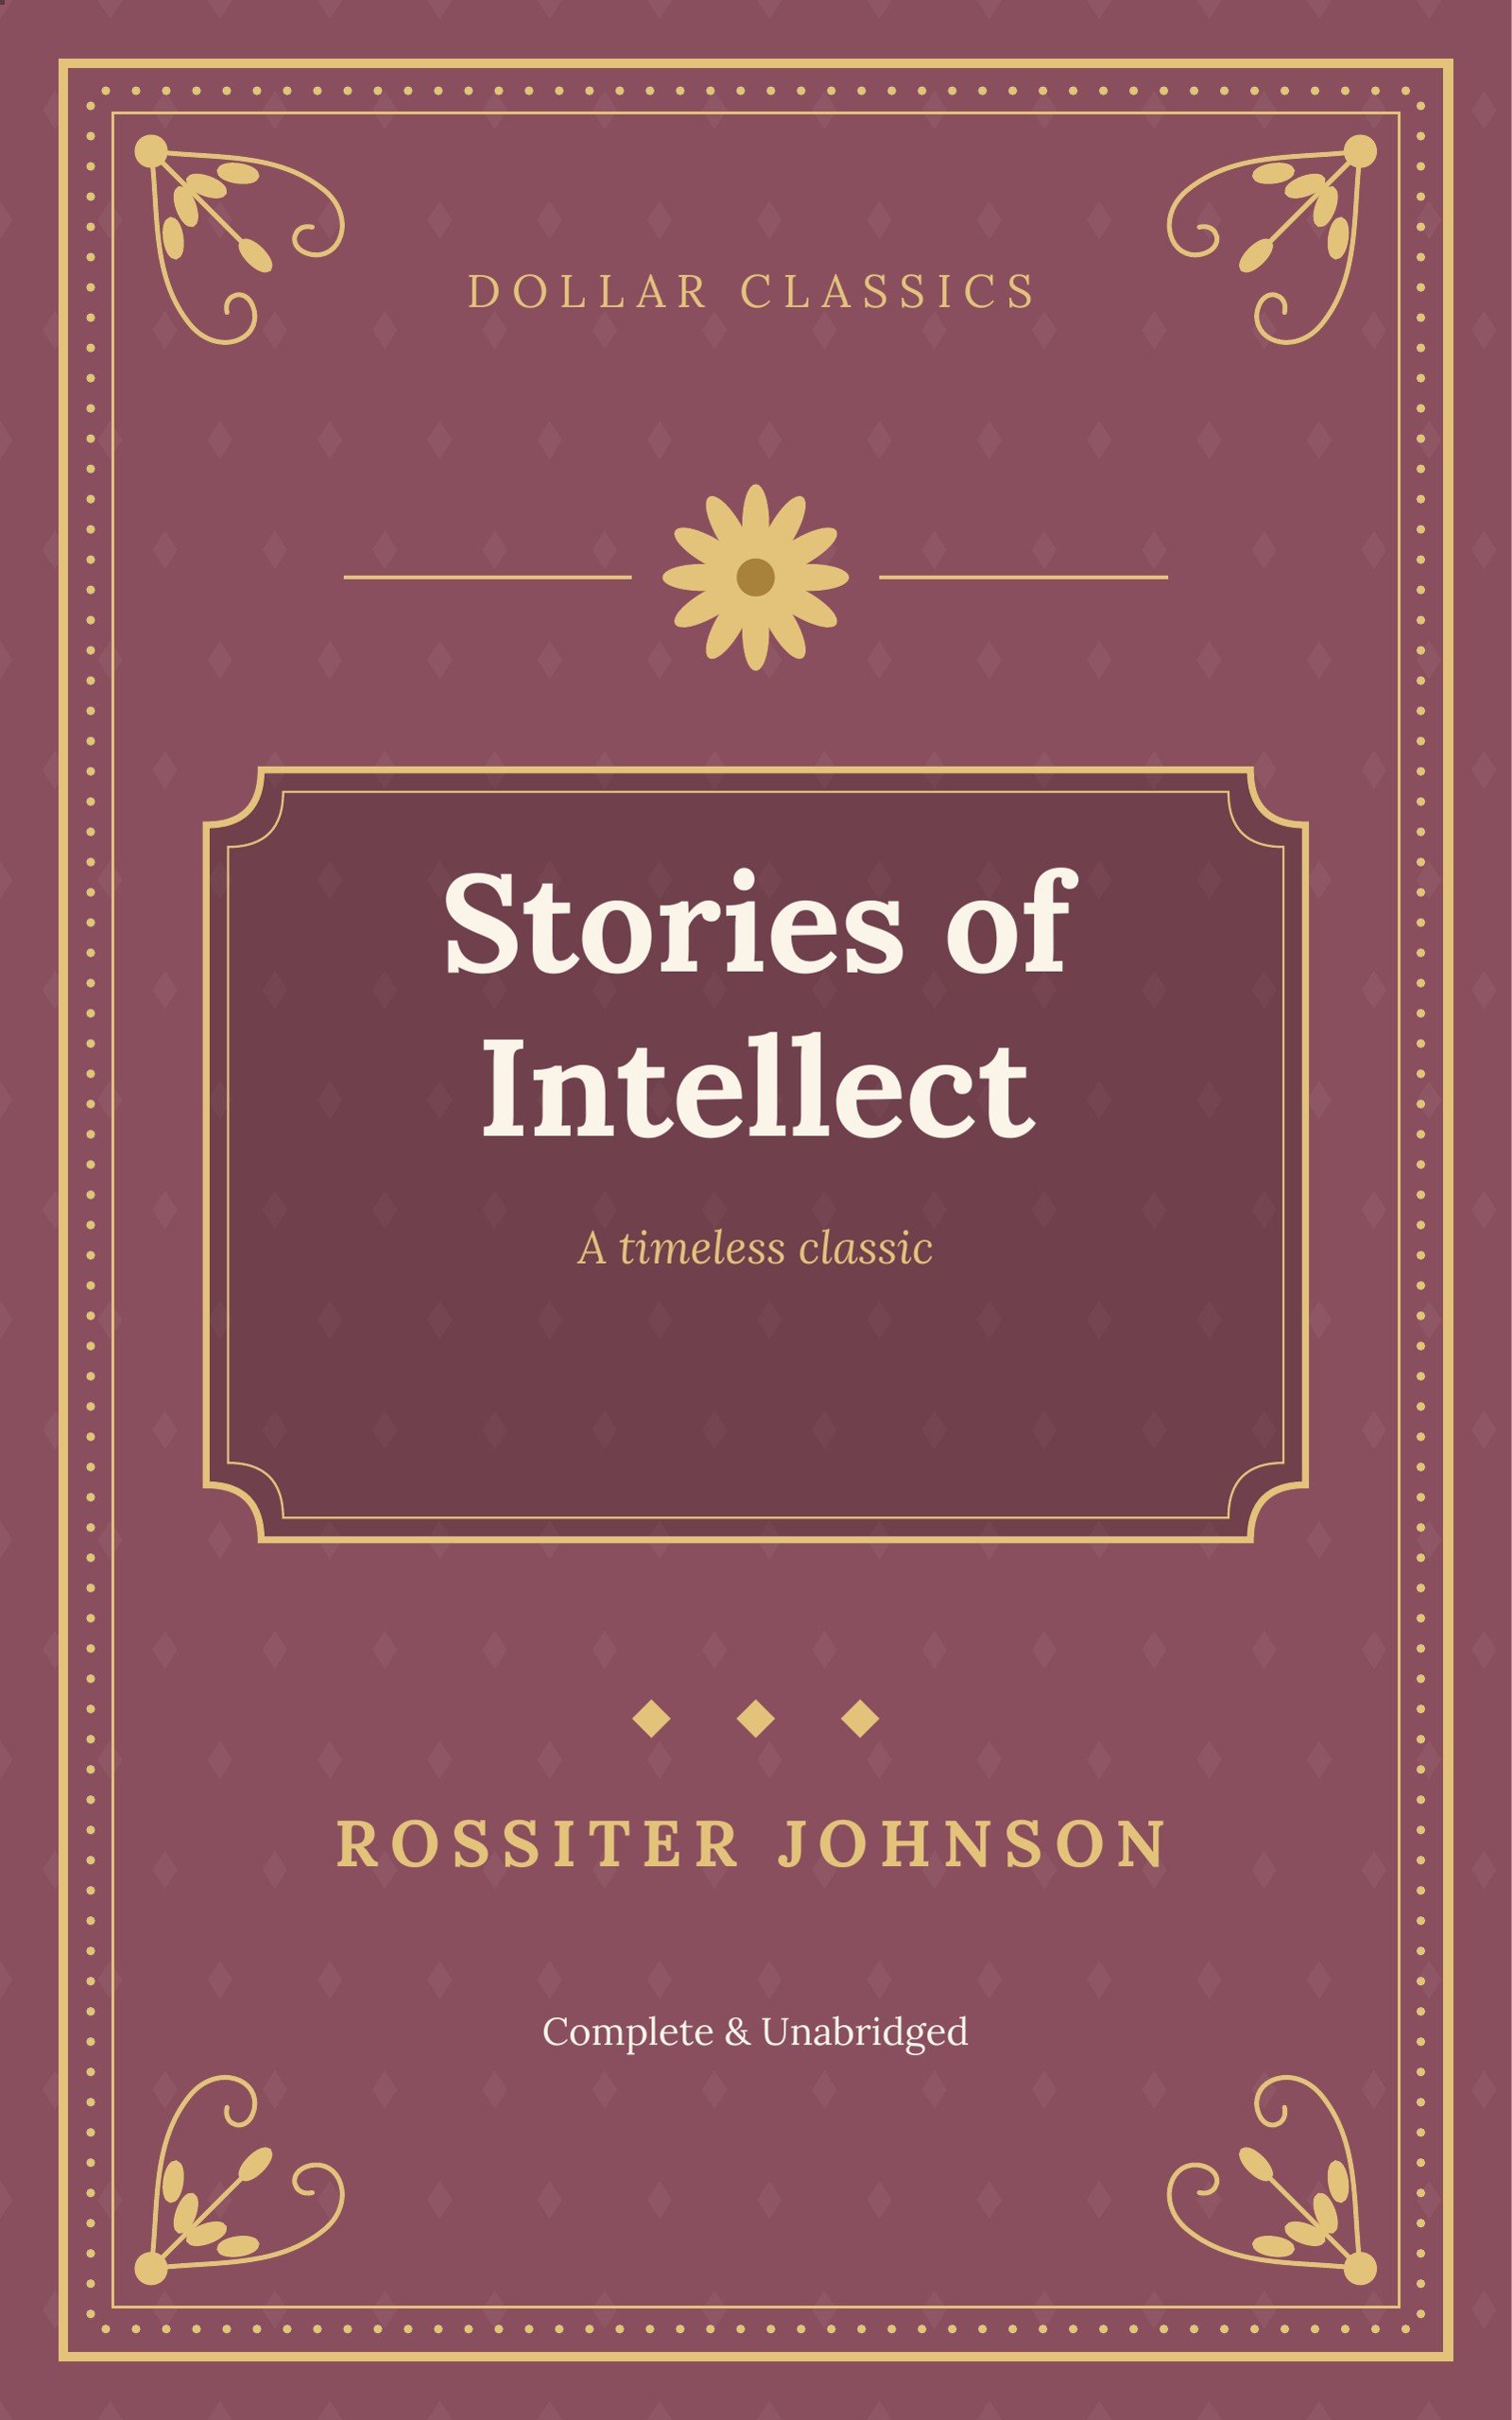 DOLLAR CLASSICS
Stories of
Intellect
A timeless classic
ROSSITER JOHNSON
Complete & Unabridged